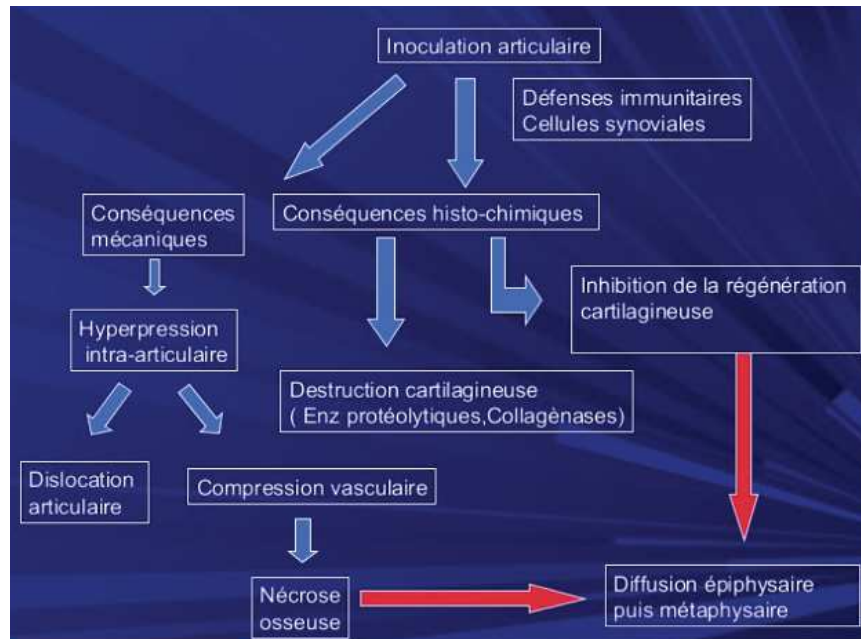 Inoculation articulaire
Défenses immunitaires
Cellules synoviales
Conséquences
mécaniques
Conséquences histo-chimiques
Inhibition de la régénération
cartilagineuse
Hyperpression
intra-articulaire
Destruction cartilagineuse
( Enz protéolytiques,Collagènases)
Dislocation
articulaire
Compression vasculaire
Nécrose
osseuse
Diffusion épiphysaire
puis métaphysaire